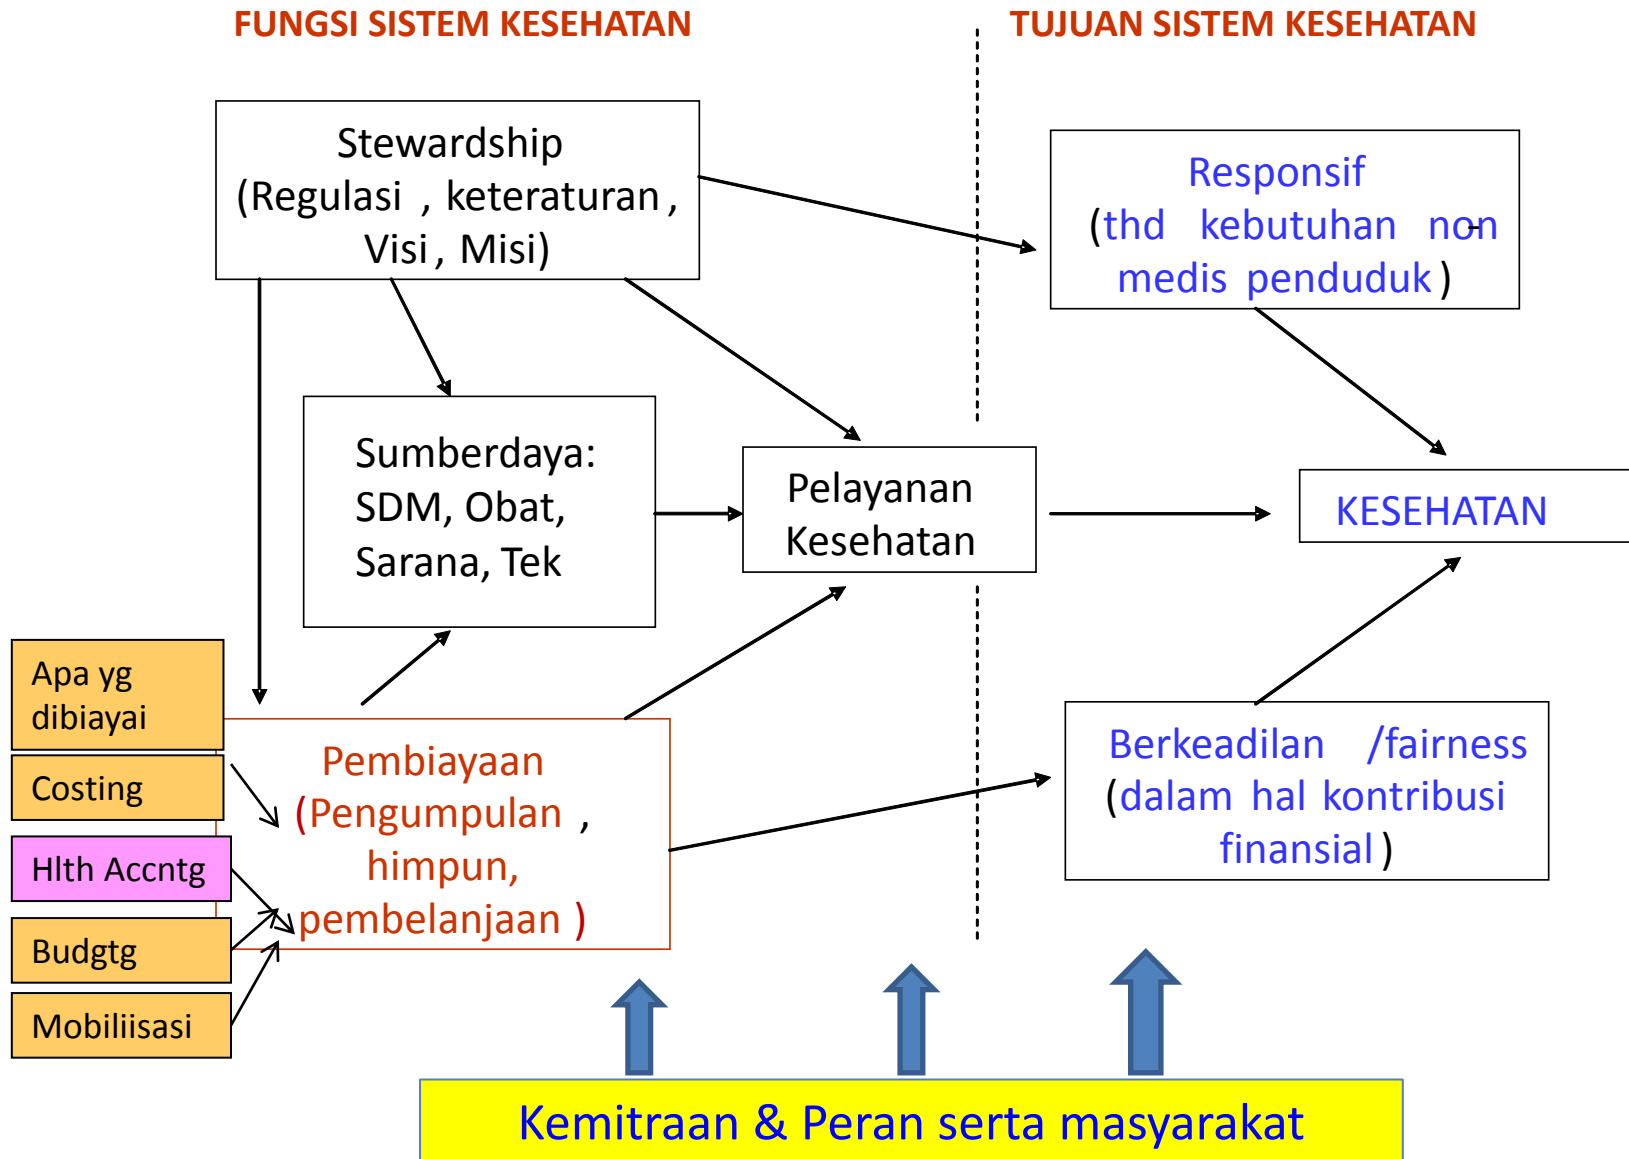 FUNGSI SISTEM KESEHATAN
TUJUAN SISTEM KESEHATAN
Stewardship
(Regulasi , keteraturan ,
Visi , Misi)
Responsif
(thd kebutuhan non-
medis penduduk )
Sumberdaya:
SDM, Obat,
Sarana, Tek
Pelayanan
Kesehatan
KESEHATAN
Apa yg
dibiayai
Costing
Hlth Accntg
Budgtg
Mobiliisasi
Pembiayaan
(Pengumpulan ,
himpun,
pembelanjaan )
Berkeadilan /fairness
(dalam hal kontribusi
finansial )
Kemitraan & Peran serta masyarakat